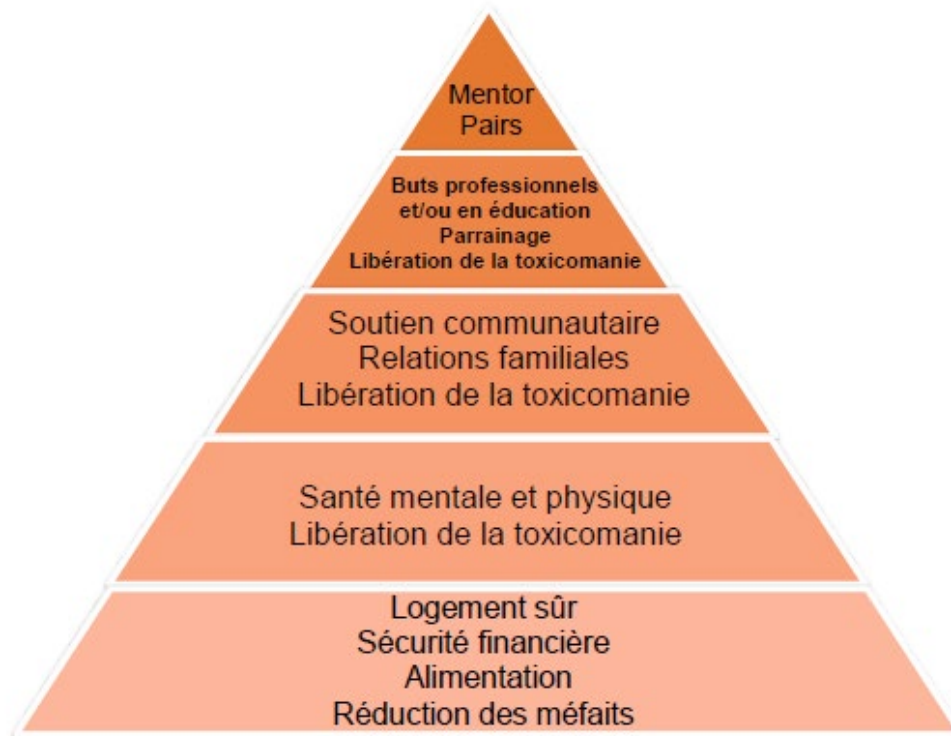 Mentor
Pairs
Buts professionnels
et/ou en éducation
Parrainage
Libération de la toxicomanie
Soutien communautaire
Relations familiales
Libération de la toxicomanie
Santé mentale et physique
Libération de la toxicomanie
Logement sûr
Sécurité financière
Alimentation
Réduction des méfaits